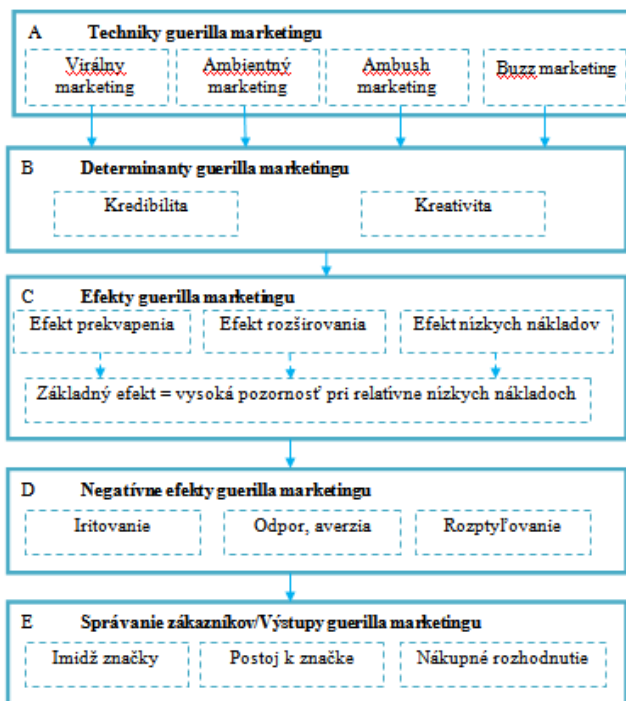 A Techniky guerilla marketingu
Virálny
marketing
Ambientný
marketing
Ambush
marketing
Buzz marketing
B Determinanty guerilla marketingu
Kredibilita
Kreativita
C Efekty guerilla marketingu
Efekt prekvapenia
Efekt rozširovania
Efekt nízkych nákladov
Základný efekt = vysoká pozornosť pri relatívne nízkych nákladoch
D Negatívne efekty guerilla marketingu
Iritovanie
Odpor, averzia
Rozptyľovanie
E Správanie zákazníkov/Výstupy guerilla marketingu
Imidž značky
Postoj k značke
Nákupné rozhodnutie